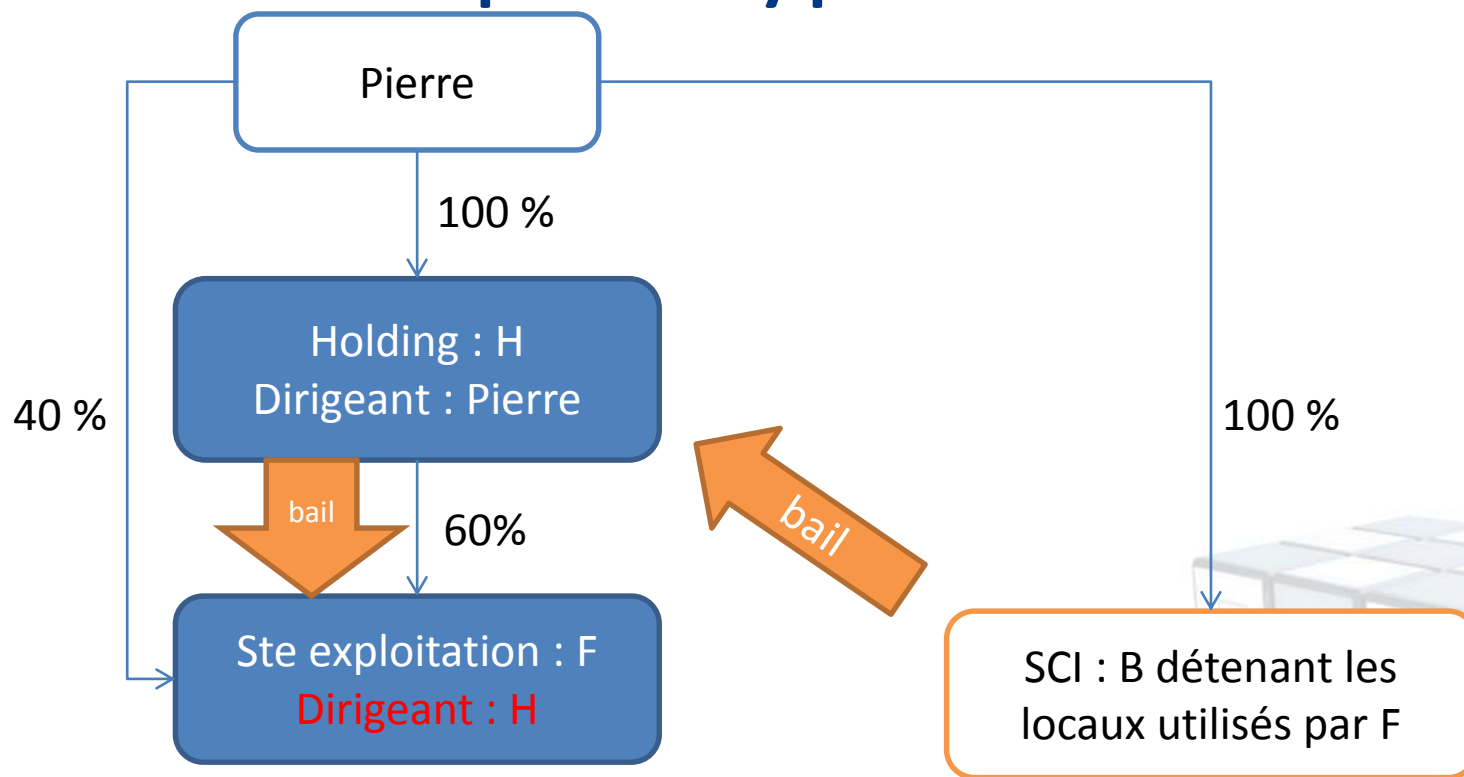 Pierre
100 %
Holding : H
Dirigeant : Pierre
40 %
100 %
bail
60%
bail
Ste exploitation : F
Dirigeant : H
SCI : B détenant les
locaux utilisés par F